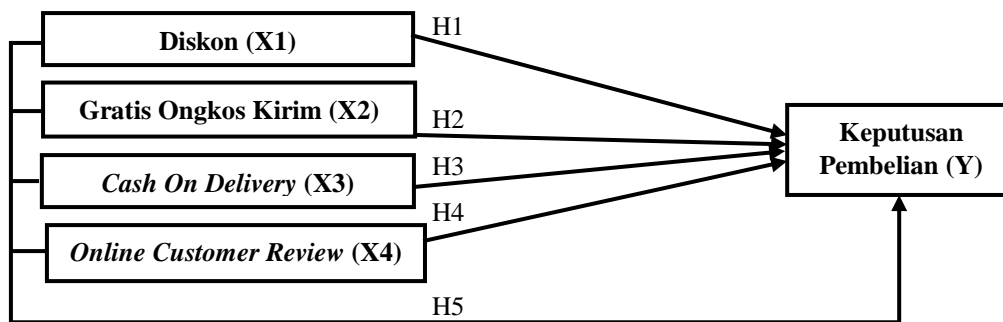 Diskon (X1)
H1
Gratis Ongkos Kirim (X2)
H2
Cash On Delivery (X3)
H3
Online Customer Review (X4)
H4
Keputusan
Pembelian (Y)
H5